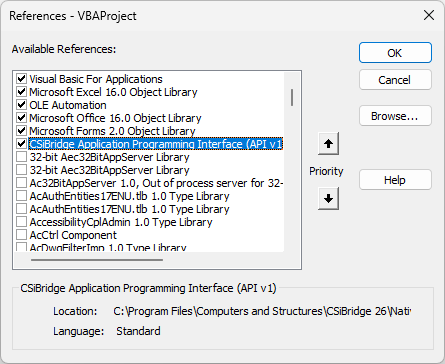 References - VBAProject
Available References:
OK
Visual Basic For Applications
Microsoft Excel 16.0 Object Library
OLE Automation
Microsoft Office 16.0 Object Library
Microsoft Forms 2.0 Object Library
CSiBridge Application Programming Interface (API v1
32-bit Aec32BitAppServer Library
32-bit Aec32BitAppServer Library
Ac32BitAppServer 1.0, Out of process server for 32-
AcAuthEntities17ENU.tlb 1.0 Type Library
AcAuthEntities17ENU.tlb 1.0 Type Library
AccessibilityCplAdmin 1.0 Type Library
AcCtrl Component
AcDwgFilterImp 1.0 Type Library
Cancel
Browse...
Priority
Help
CSiBridge Application Programming Interface (API v1)
Location: C:\Program Files\Computers and Structures\CSiBridge 26\Nativ
Language: Standard